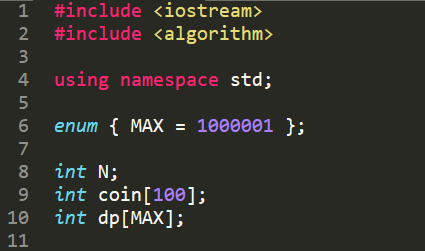 1 #include <iostream>
2 #include <algorithm>
3
4 using namespace std;
5
6 enum { MAX = 1000001 };
7
8 int N;
9 int coin[100];
10 int dp[MAX];
11